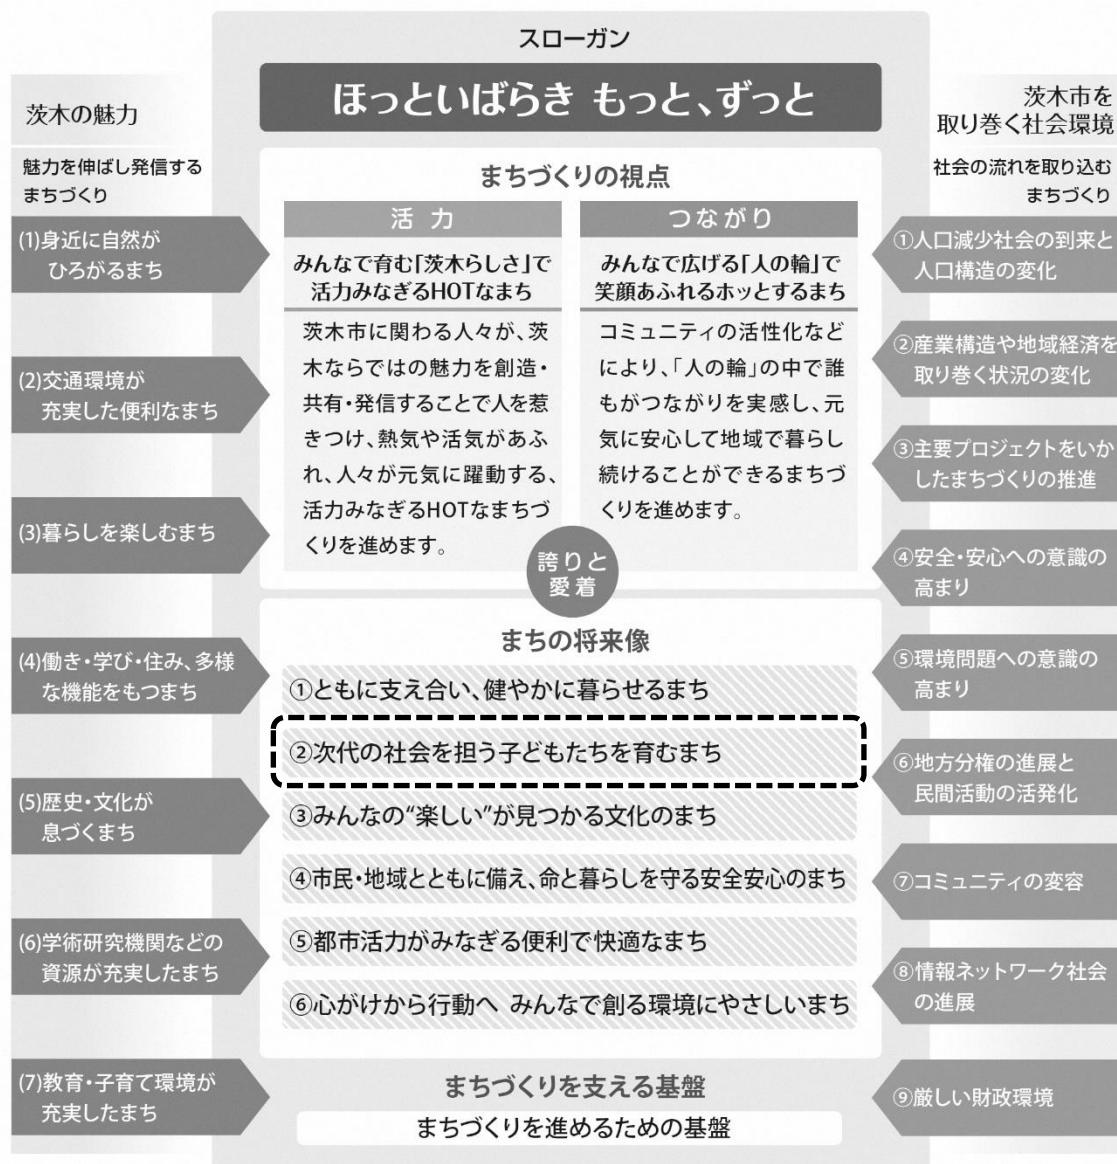 スローガン
ほっといばらき もっと、ずっと
茨木の魅力
魅力を伸ばし発信する
まちづくり
(1)身近に自然が
ひろがるまち
(2)交通環境が
充実した便利なまち
(3)暮らしを楽しむまち
(4)働き・学び・住み、多様
な機能をもつまち
(5)歴史・文化が
息づくまち
(6)学術研究機関などの
資源が充実したまち
(7)教育・子育て環境が
充実したまち
まちづくりの視点
活 力
みんなで育む「茨木らしさ」で
活力みなぎるHOTなまち
茨木市に関わる人々が、茨
木ならではの魅力を創造・
共有・発信することで人を惹
きつけ、熱気や活気があふ
れ、人々が元気に躍動する、
活力みなぎるHOTなまちづ
くりを進めます。
つながり
みんなで広げる「人の輪」で
笑顔あふれるホッとするまち
コミュニティの活性化など
により、「人の輪」の中で誰
もがつながりを実感し、元
気に安心して地域で暮らし
続けることができるまちづ
くりを進めます。
誇りと
愛着
まちの将来像
①ともに支え合い、健やかに暮らせるまち
②次代の社会を担う子どもたちを育むまち
③みんなの“楽しい”が見つかる文化のまち
④市民・地域とともに備え、命と暮らしを守る安全安心のまち
⑤都市活力がみなぎる便利で快適なまち
⑥心がけから行動へ みんなで創る環境にやさしいまち
まちづくりを支える基盤
まちづくりを進めるための基盤
茨木市を
取り巻く社会環境
社会の流れを取り込む
まちづくり
①人口減少社会の到来と
人口構造の変化
②産業構造や地域経済を
取り巻く状況の変化
③主要プロジェクトをいか
したまちづくりの推進
④安全・安心への意識の
高まり
⑤環境問題への意識の
高まり
⑥地方分権の進展と
民間活動の活発化
⑦コミュニティの変容
⑧情報ネットワーク社会
の進展
⑨厳しい財政環境